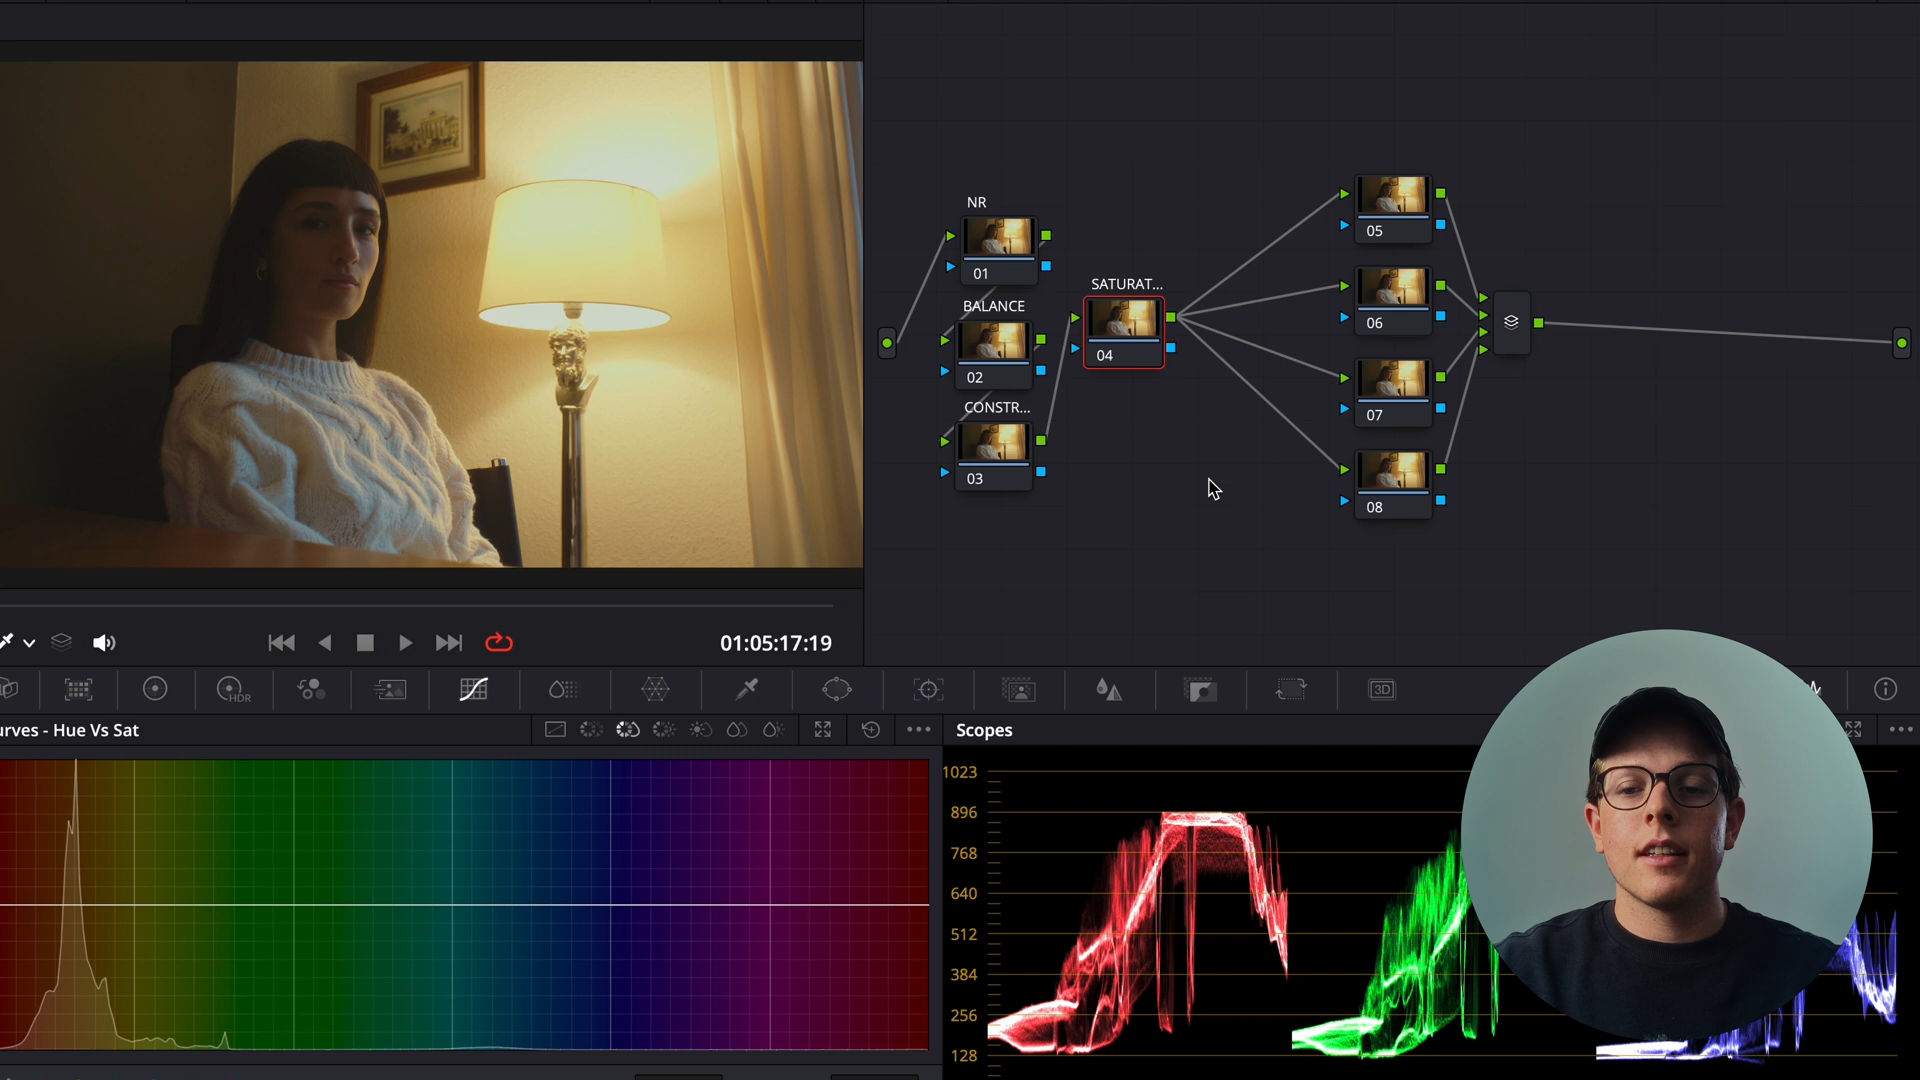 NR
01
BALANCE
02
CONSTR...
03
SATURAT...
04
05
06
07
08
01:05:17:19
HDR
3D
urves - Hue Vs Sat
Scopes
1023
896
768
640
512
384
256
128